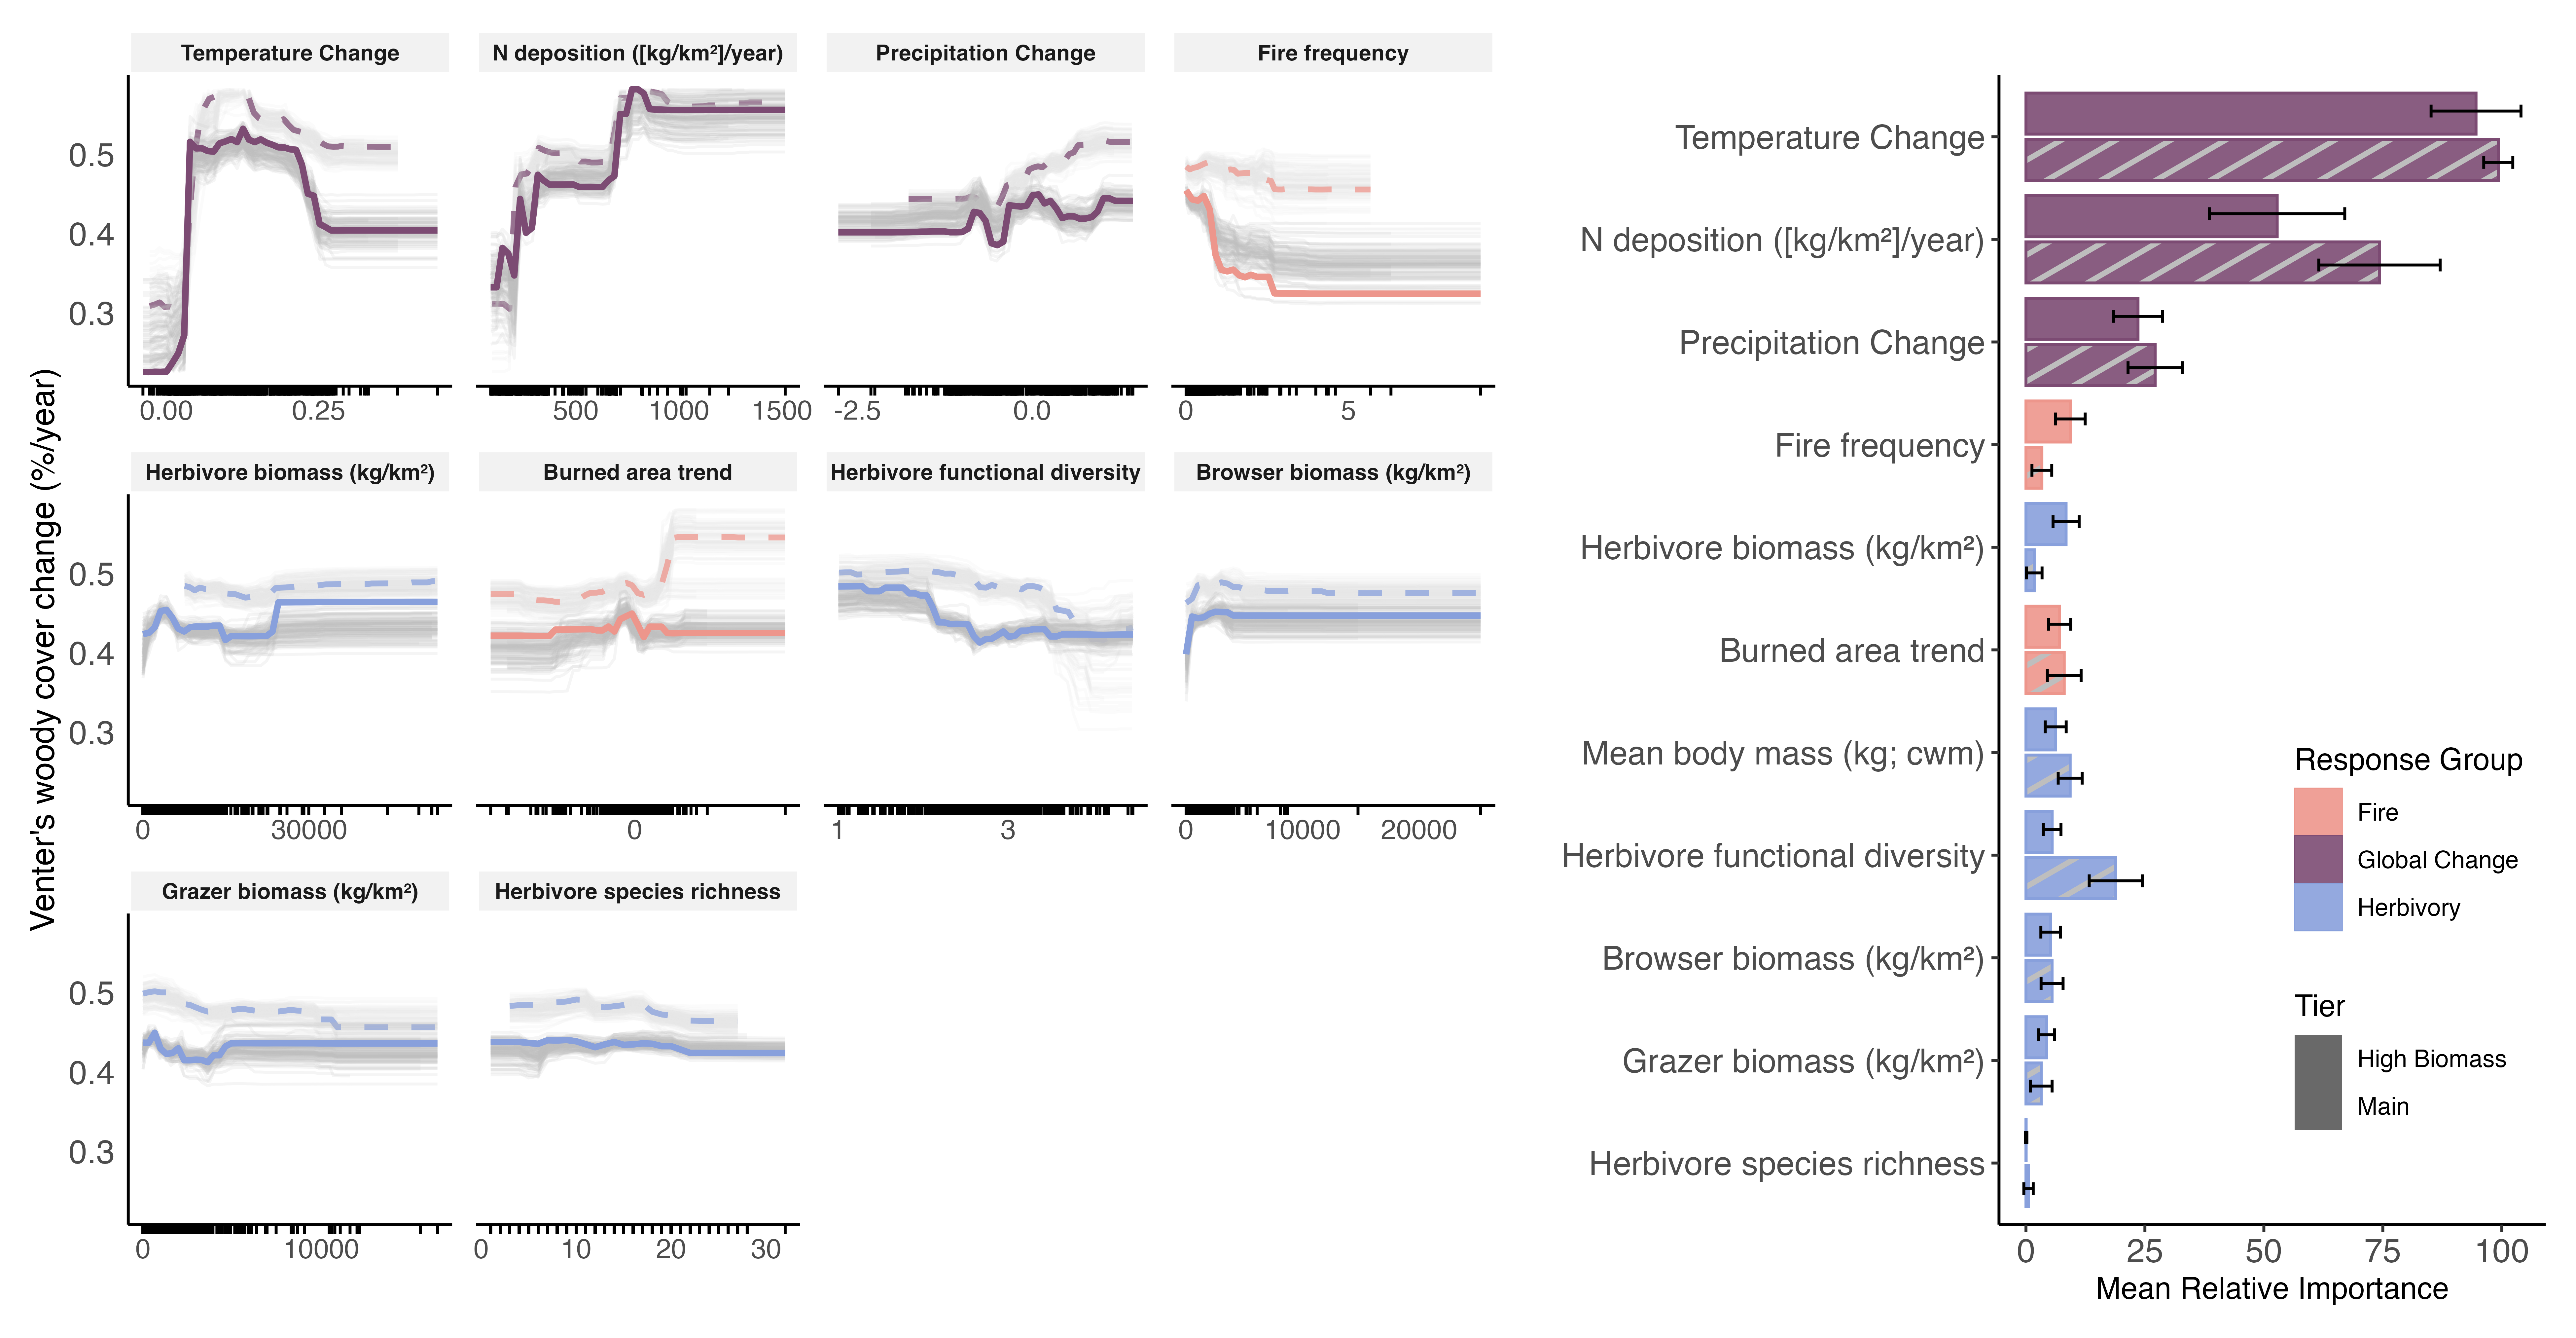 Temperature Change
N deposition ([kg/km²]/year)
Precipitation Change
Fire frequency
0.5
0.4
0.3
0.00
0.25
500
1000
1500
-2.5
0.0
0
5
Venter's woody cover change (%/year)
Herbivore biomass (kg/km²)
Burned area trend
Herbivore functional diversity
Browser biomass (kg/km²)
0.5
0.4
0.3
0
30000
0
1
3
0
10000
20000
Grazer biomass (kg/km²)
Herbivore species richness
0.5
0.4
0.3
0
10000
0
10
20
30
Temperature Change
N deposition ([kg/km²]/year)
Precipitation Change
Fire frequency
Herbivore biomass (kg/km²)
Burned area trend
Mean body mass (kg; cwm)
Herbivore functional diversity
Browser biomass (kg/km²)
Grazer biomass (kg/km²)
Herbivore species richness
0
25
50
75
100
Mean Relative Importance
Response Group
Fire
Global Change
Herbivory
Tier
High Biomass
Main